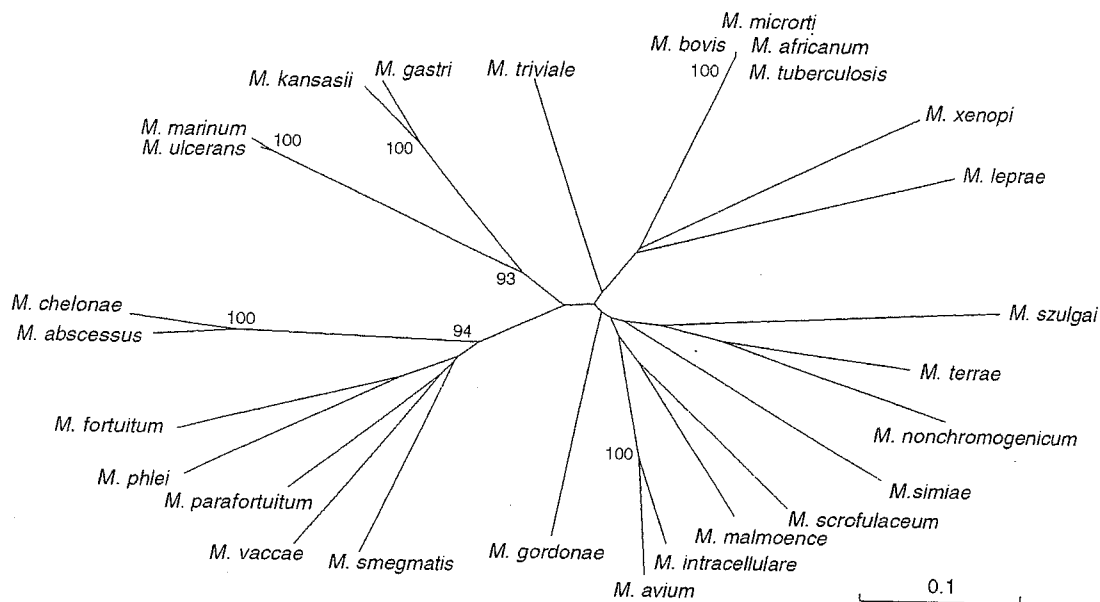 M. microrti
M. bovis M. africanum
100 M. tuberculosis
M. gastri M. triviale
M. kansasii
M. xenopi
M. marinum 100
M. ulcerans 100
M. leprae
93
M. chelonae
M. abscessus 100 94
M. szulgai
M. terrae
M. fortuitum
M. nonchromogenicum
100
M. phlei
M. parafortuitum
M.simiae
M. scrofulaceum
M. vaccae M. smegmatis M. gordonae M. malmoence
M. intracellulare
M. avium
0.1